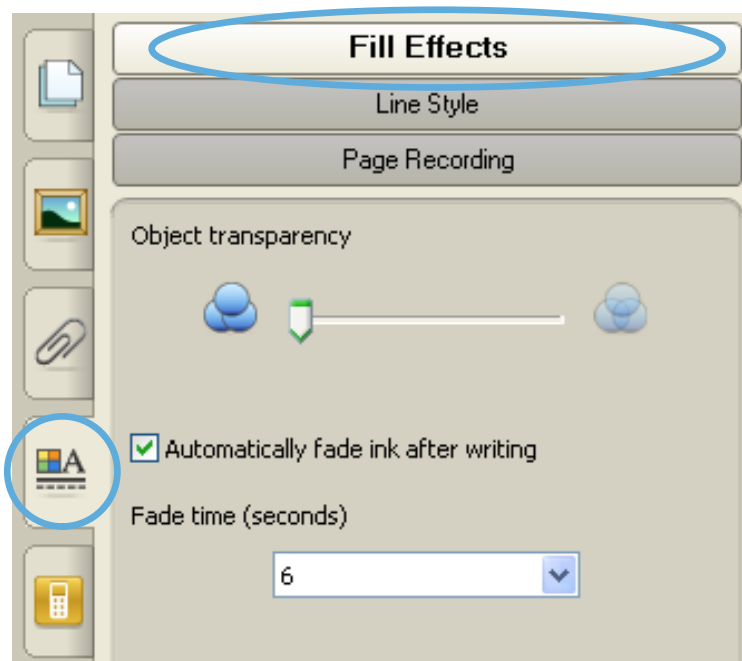 Fill Effects
Line Style
Page Recording
Object transparency
Automatically fade ink after writing
A
Fade time (seconds)
6